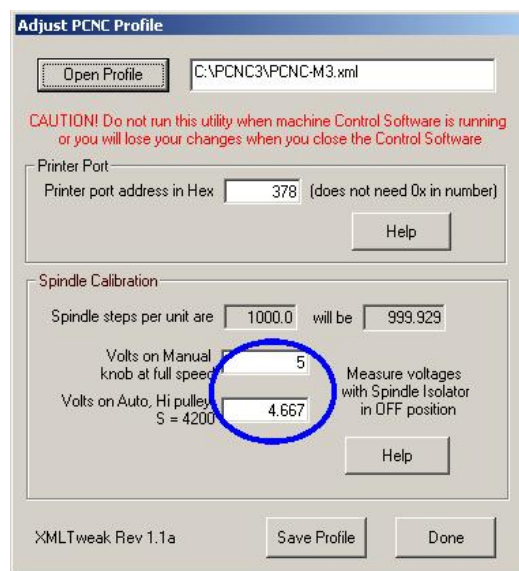 Adjust PCNC Profile
Open Profile
C:\PCNC3\PCNC-M3.xml
CAUTION! Do not run this utility when machine Control Software is running
or you will lose your changes when you close the Control Software
Printer Port
Printer port address in Hex 378 (does not need 0x in number)
Help
Spindle Calibration
Spindle steps per unit are 1000.0 will be 999.929
Volts on Manual
knob at full speed
5
Volts on Auto, Hi pulley
S = 4200
4.667
Measure voltages
with Spindle Isolator
in OFF position
Help
XMLTweak Rev 1.1a
Save Profile
Done